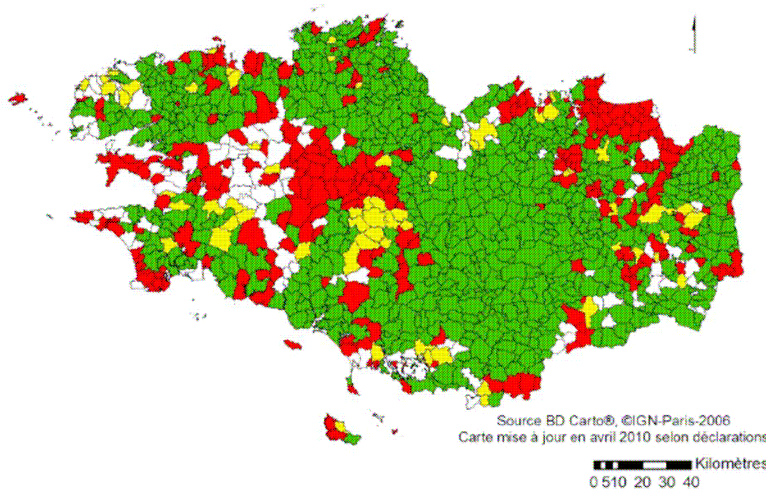 Source BD Carto®, ©IGN-Paris-2006
Carte mise à jour en avril 2010 selon déclarations
Kilomètres
0 510 20 30 40